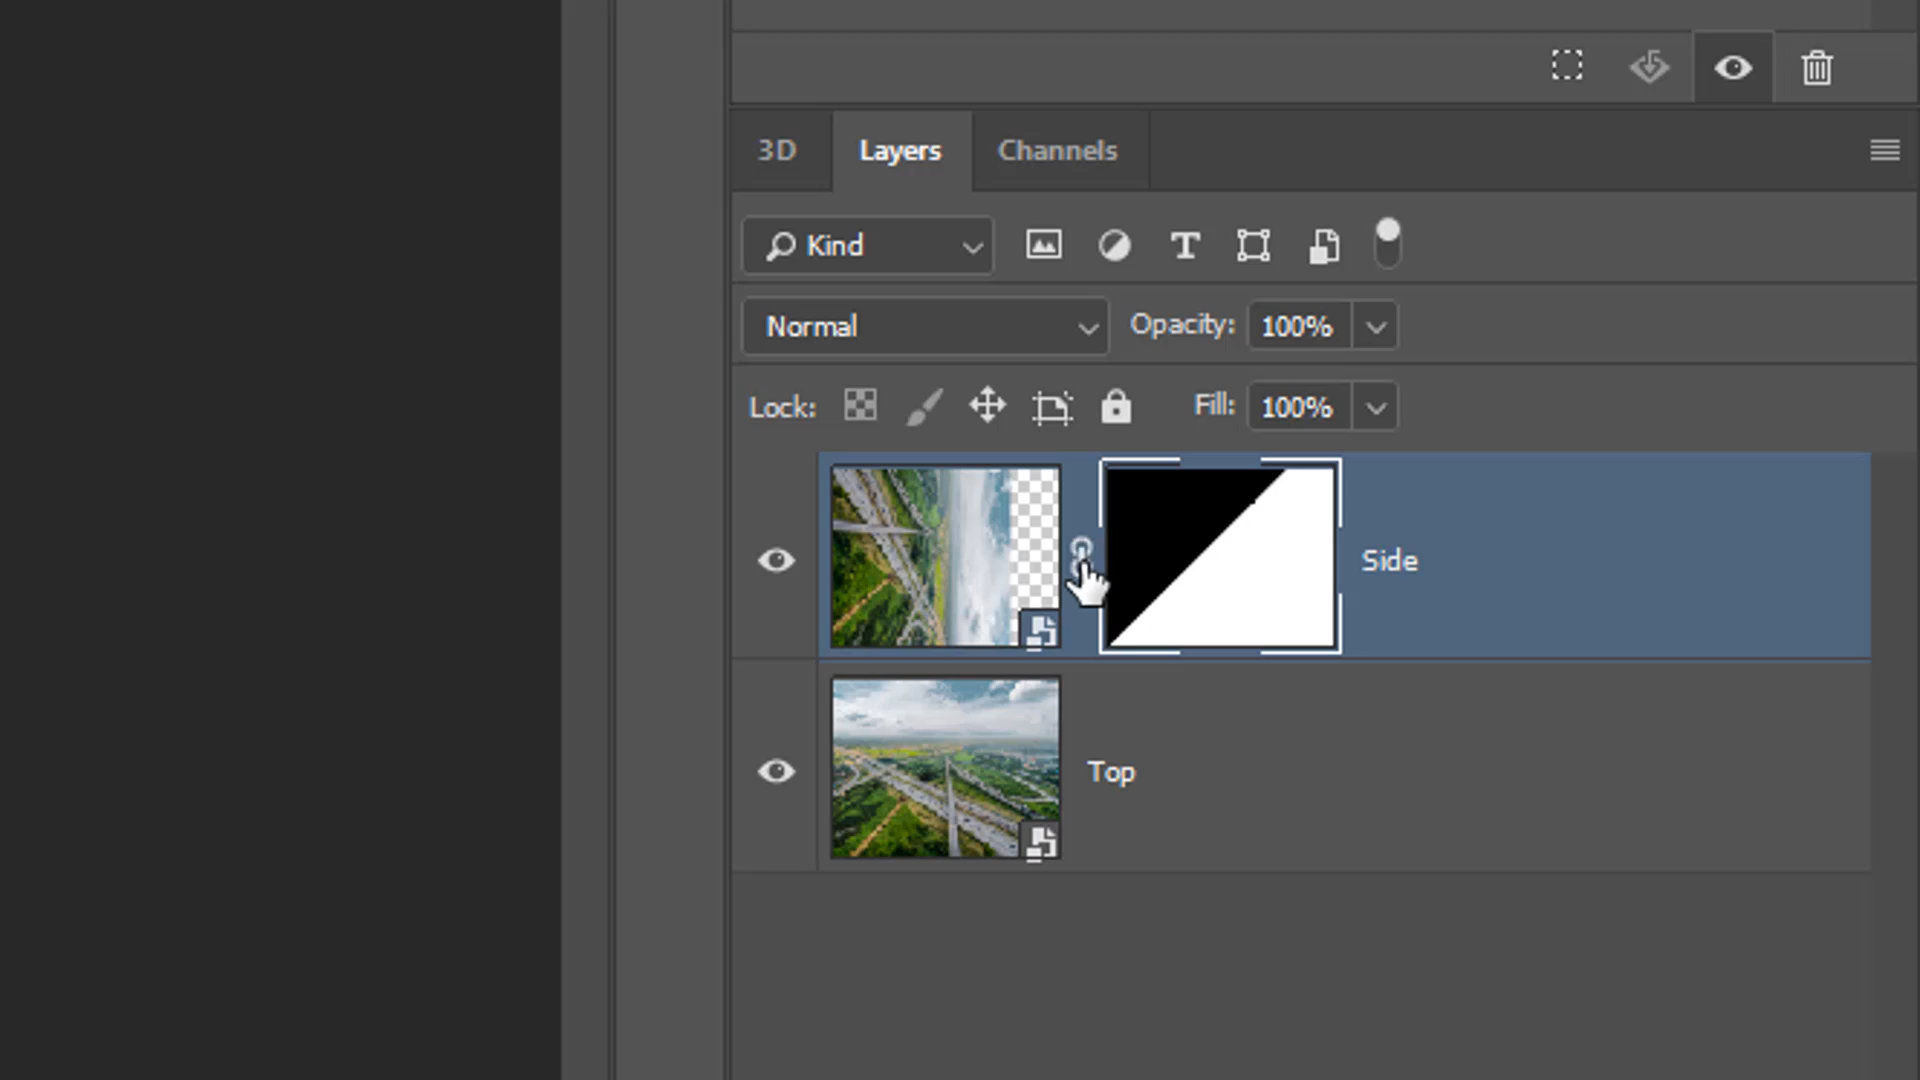 3D Layers Channels
Kind
Normal Opacity: 100%
Lock: Fill: 100%
Side
Top